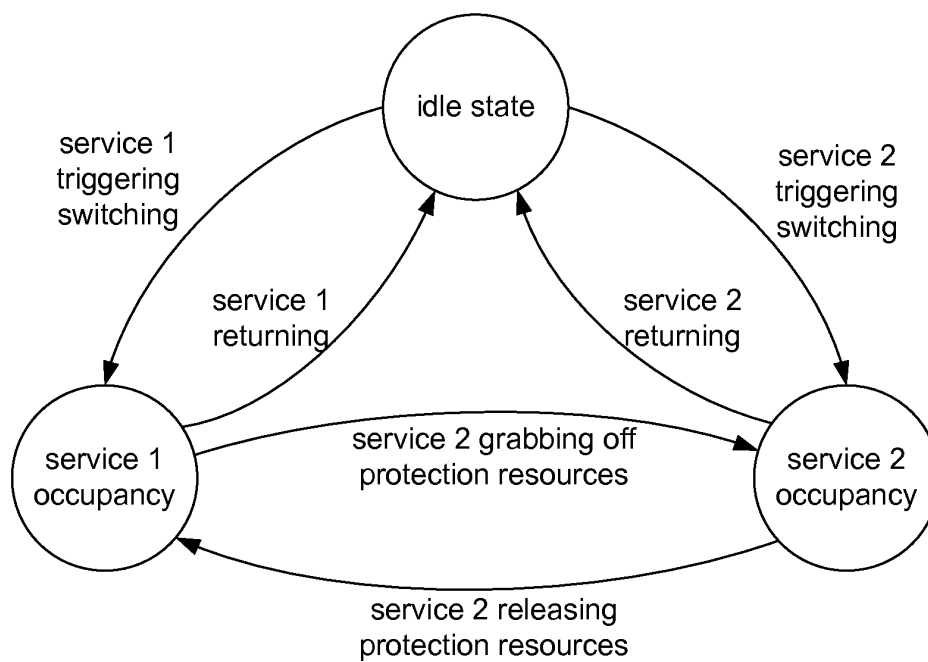 idle state
service 1
triggering
switching
service 2
triggering
switching
service 1
returning
service 2
returning
service 1
occupancy
service 2 grabbing off
protection resources
service 2
occupancy
service 2 releasing
protection resources